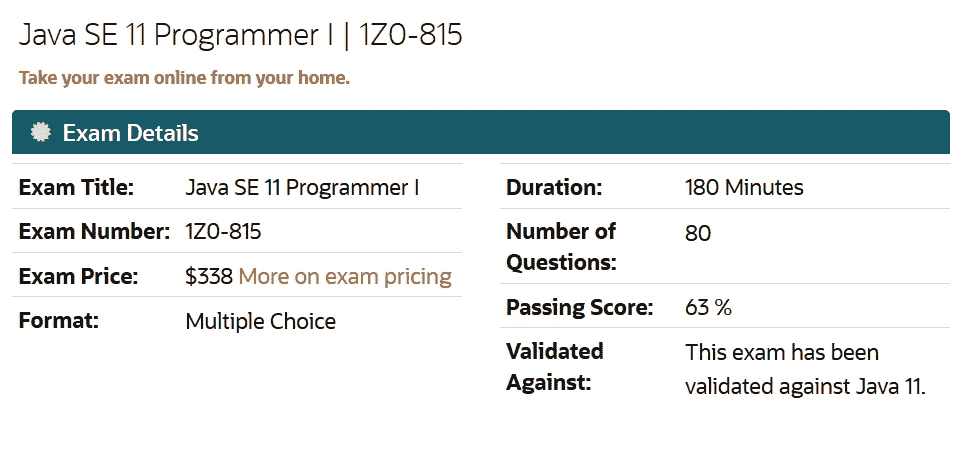 Java SE 11 Programmer I | 1Z0-815
Take your exam online from your home.
Exam Details
Exam Title: Java SE 11 Programmer I
Exam Number: 1Z0-815
Exam Price: $338 More on exam pricing
Format: Multiple Choice
Duration: 180 Minutes
Number of 80
Questions:
Passing Score: 63 %
Validated This exam has been
Against: validated against Java 11.